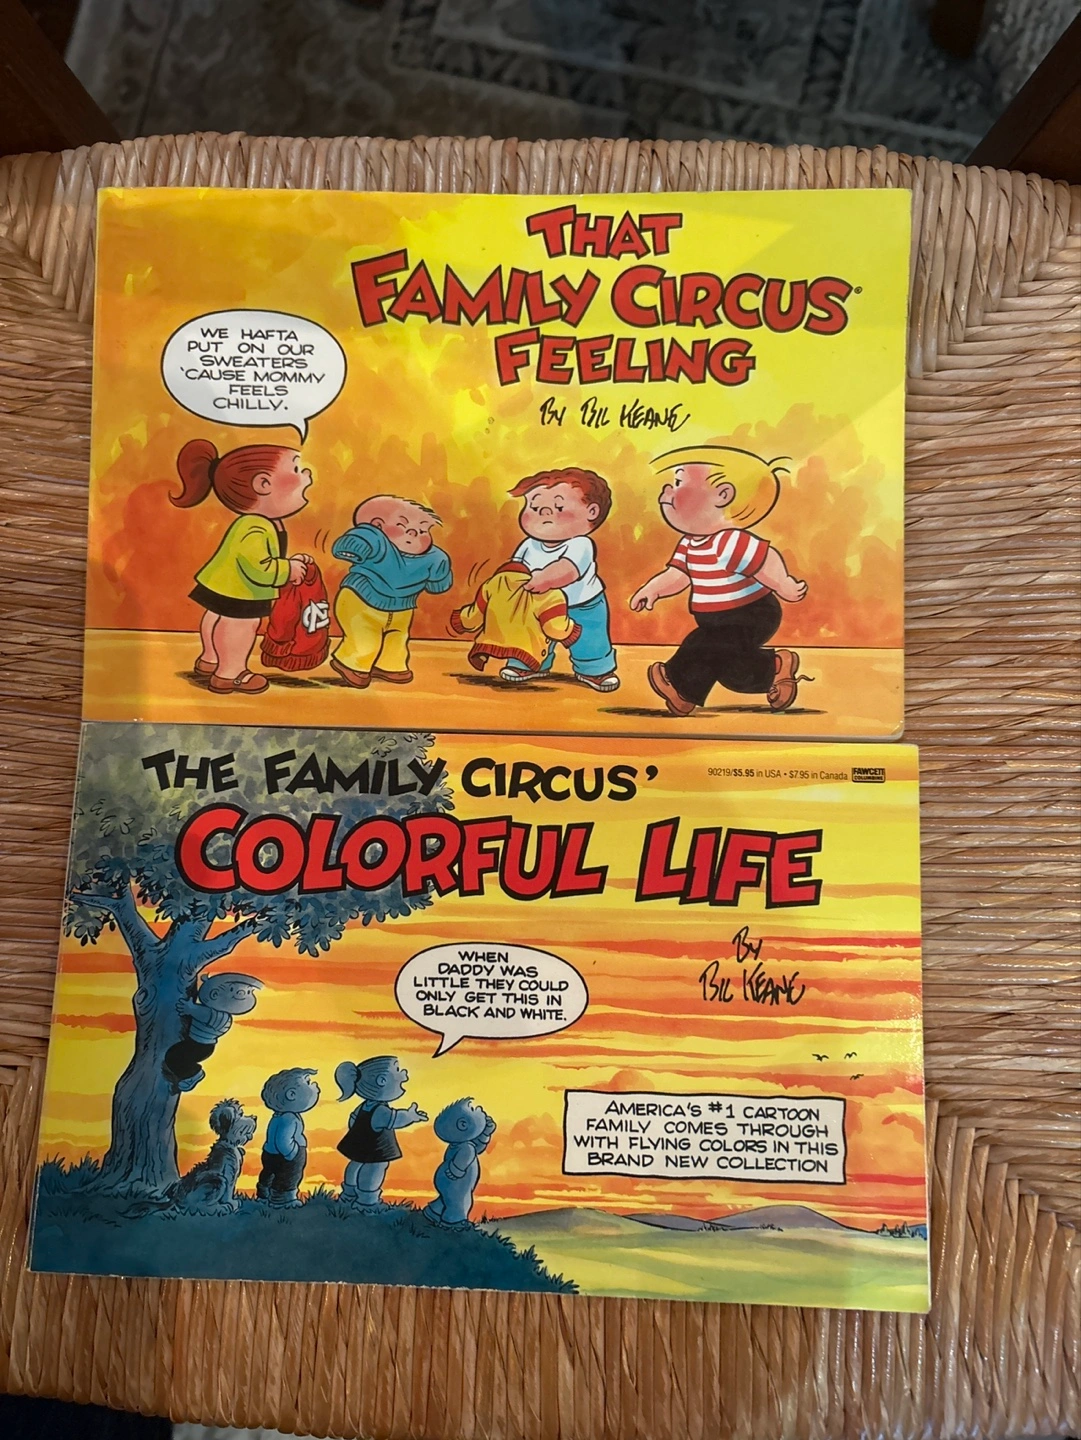 THAT
FAMILY CIRCUS®
FEELING
BY BIL KEANE
WE HAFTA
PUT ON OUR
SWEATERS
'CAUSE MOMMY
FEELS
CHILLY.
THE FAMILY CIRCUS'
90219/$5.95 in USA • $7.95 in Canada
FAWCETT
COLUMBINE
COLORFUL LIFE
By
BIL KEANE
WHEN
DADDY WAS
LITTLE THEY COULD
ONLY GET THIS IN
BLACK AND WHITE.
AMERICA'S #1 CARTOON
FAMILY COMES THROUGH
WITH FLYING COLORS IN THIS
BRAND NEW COLLECTION